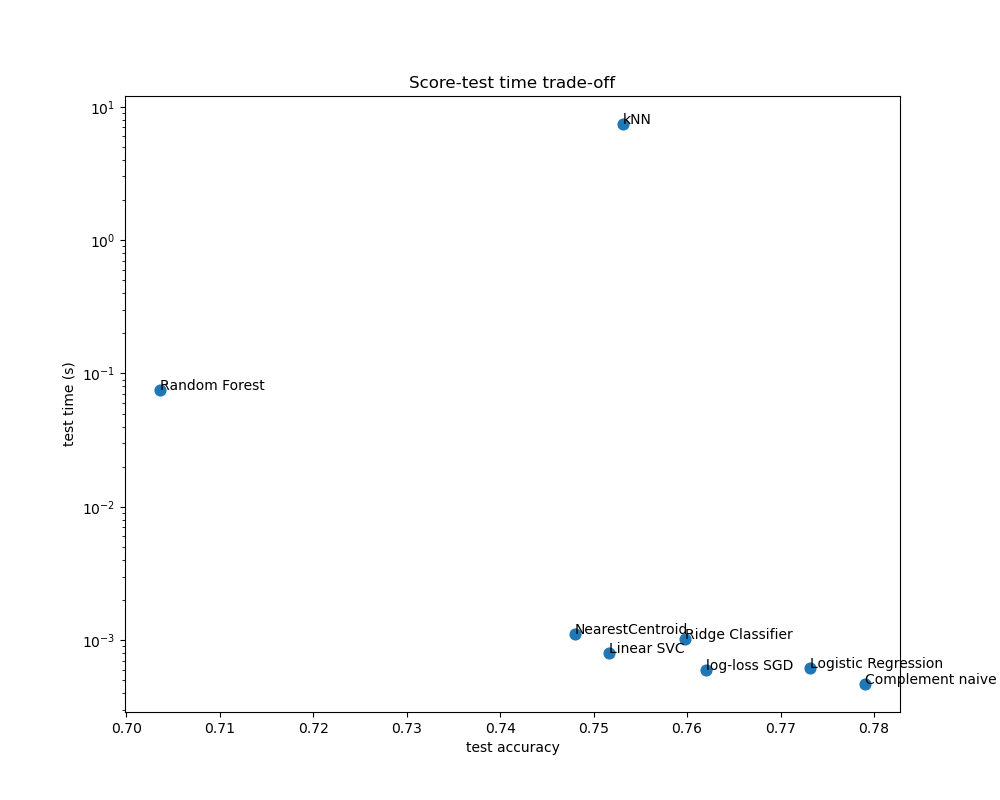 Score-test time trade-off
10¹
kNN
10⁰
10⁻¹
Random Forest
test time (s)
10⁻²
10⁻³
NearestCentroid
Ridge Classifier
Linear SVC
log-loss SGD
Logistic Regression
Complement naive
0.70 0.71 0.72 0.73 0.74 0.75 0.76 0.77 0.78
test accuracy